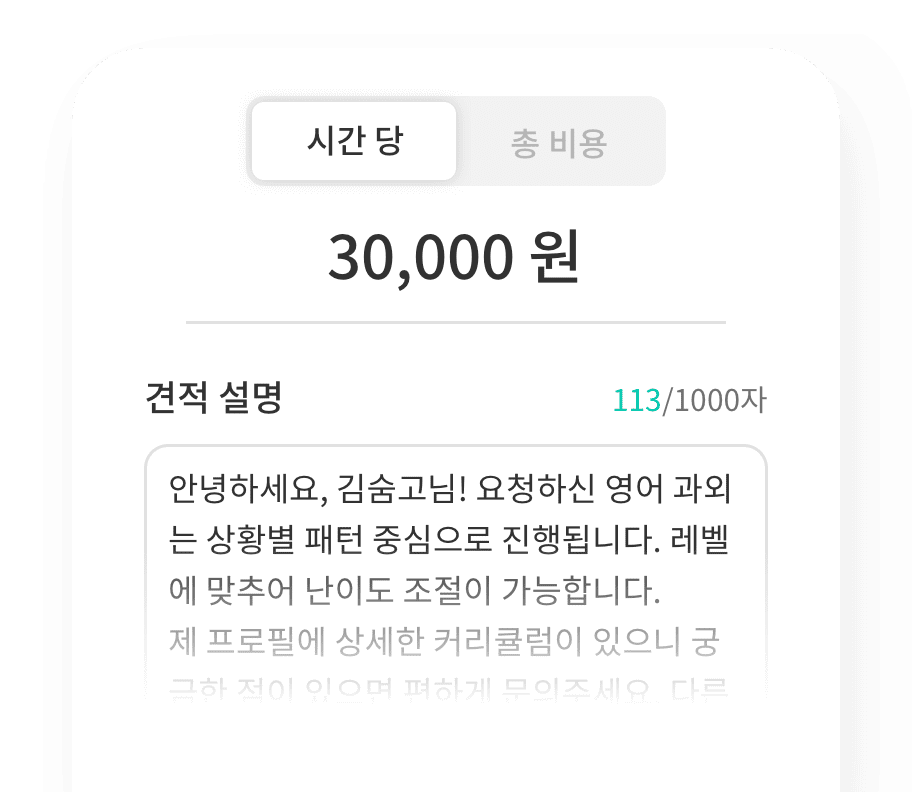 시간 당
총 비용
30,000 원
견적 설명
113/1000자
안녕하세요, 김숨고님! 요청하신 영어 과외
는 상황별 패턴 중심으로 진행됩니다. 레벨
에 맞추어 난이도 조절이 가능합니다.
제 프로필에 상세한 커리큘럼이 있으니 궁
금한 점이 있으면 편하게 문의주세요. 다른